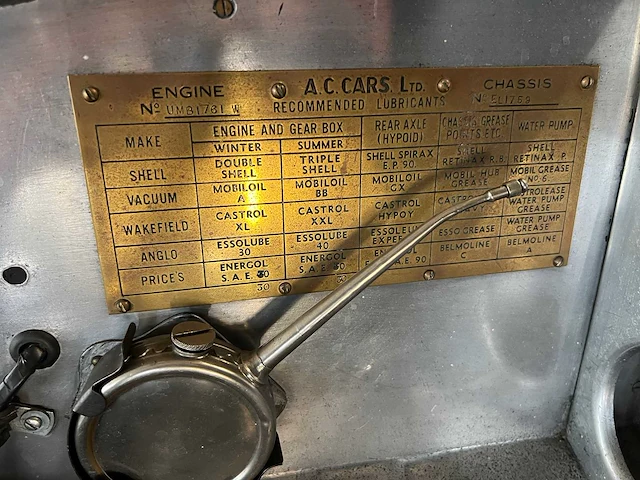 ENGINE A.C. CARS, LTD. CHASSIS
Nº UMB1781 W RECOMMENDED LUBRICANTS Nº EL1759
MAKE ENGINE AND GEAR BOX REAR AXLE (HYPOID) CHASSIS, GREASE POINTS ETC. WATER PUMP
WINTER SUMMER
SHELL DOUBLE SHELL TRIPLE SHELL SHELL SPIRAX E.P. 90. SHELL RETINAX R.B. SHELL RETINAX P.
VACUUM MOBILOIL A MOBILOIL BB MOBILOIL GX MOBIL HUB GREASE MOBIL GREASE Nº 6.
WAKEFIELD CASTROL XL CASTROL XXL CASTROL HYPOY WATER PUMP GREASE
ANGLO ESSOLUBE 30 ESSOLUBE 40 ESSO GREASE WATER PUMP GREASE
PRICE'S ENERGOL S.A.E. 30 ENERGOL S.A.E. BELMOLINE C BELMOLINE A
30